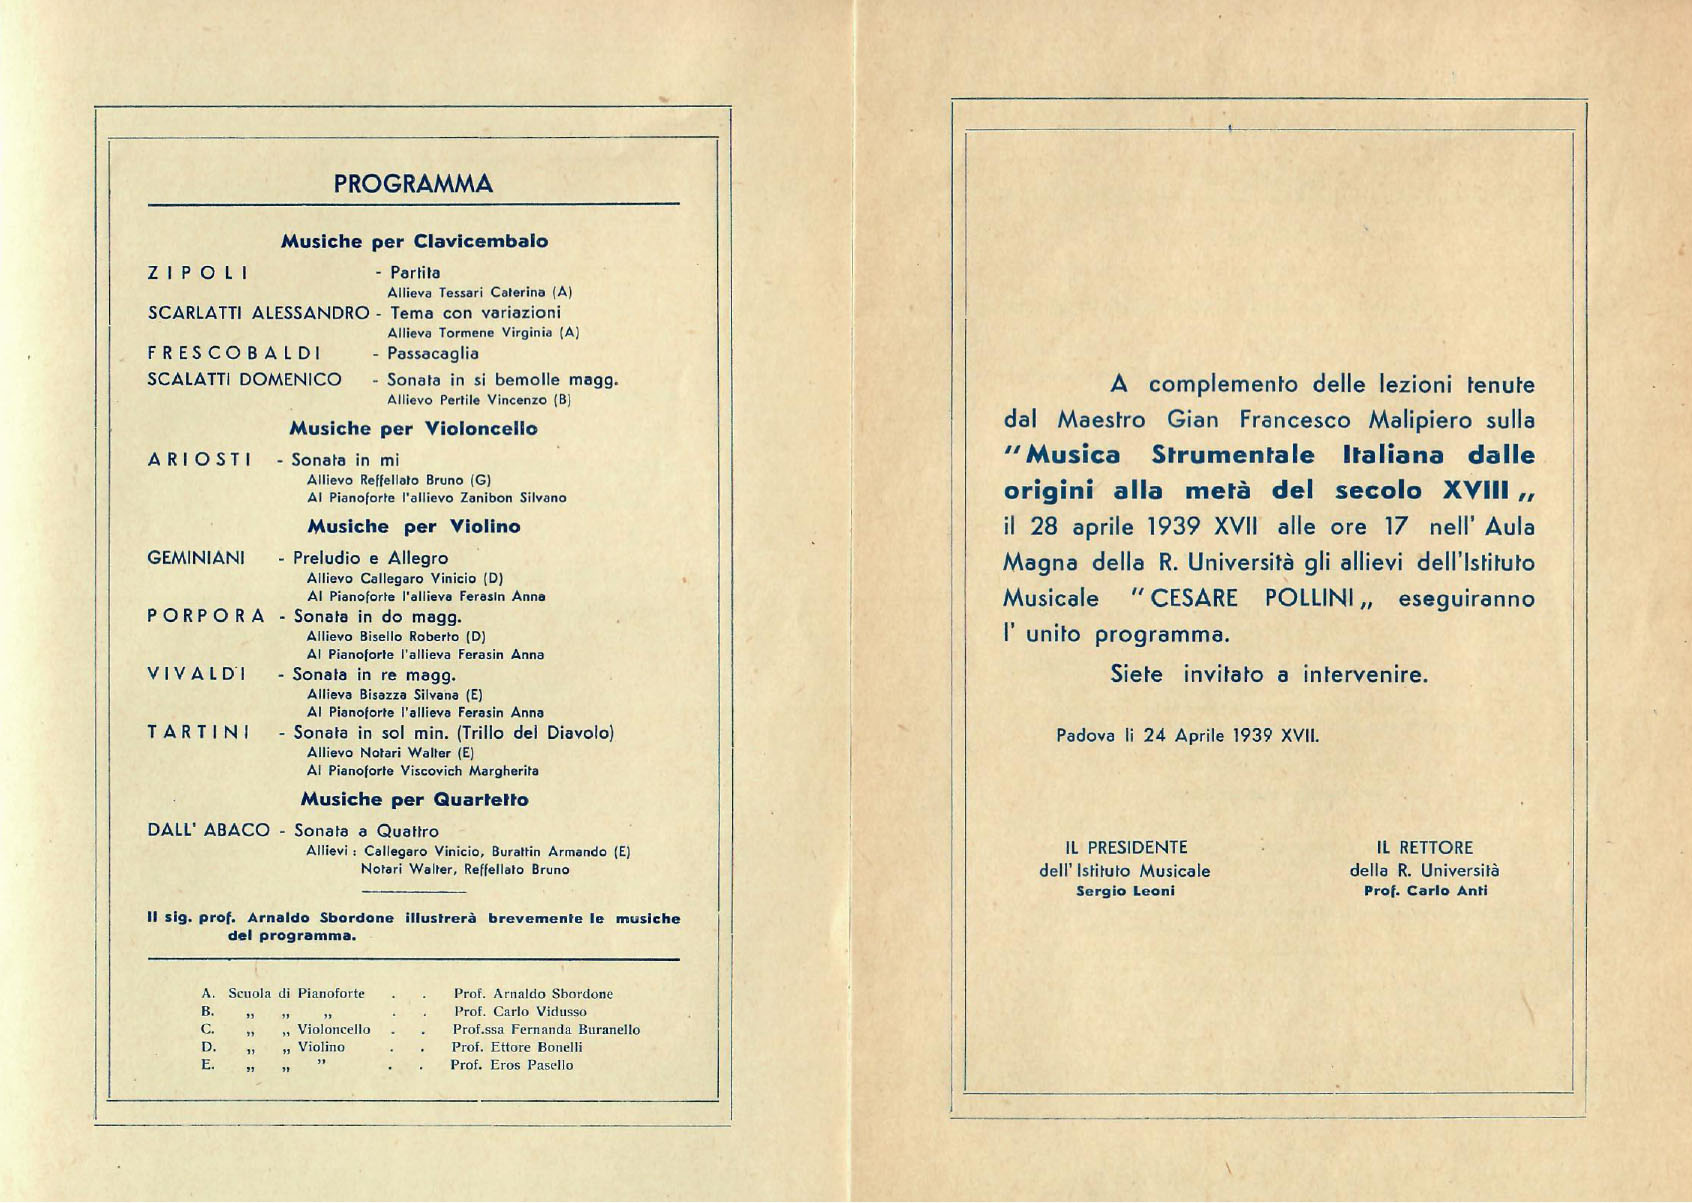 PROGRAMMA
Musiche per Clavicembalo
ZIPOLI - Partita
Allieva Tessari Caterina (A)
SCARLATTI ALESSANDRO - Tema con variazioni
Allieva Tormene Virginia (A)
FRESCOBALDI - Passacaglia
SCALATTI DOMENICO - Sonata in si bemolle magg.
Allievo Pertile Vincenzo (B)
Musiche per Violoncello
ARIOSTI - Sonata in mi
Allievo Reffellato Bruno (G)
Al Pianoforte l'allievo Zanibon Silvano
Musiche per Violino
GEMINIANI - Preludio e Allegro
Allievo Callegaro Vinicio (D)
Al Pianoforte l'allieva Ferasin Anna
PORPORA - Sonata in do magg.
Allievo Bisello Roberto (D)
Al Pianoforte l'allieva Ferasin Anna
VIVALDI - Sonata in re magg.
Allieva Bisazza Silvana (E)
Al Pianoforte l'allieva Ferasin Anna
TARTINI - Sonata in sol min. (Trillo del Diavolo)
Allievo Notari Walter (E)
Al Pianoforte Viscovich Margherita
Musiche per Quartetto
DALL' ABACO - Sonata a Quattro
Allievi : Callegaro Vinicio, Burattin Armando (E)
Notari Walter, Reffellato Bruno
Il sig. prof. Arnaldo Sbordone illustrerà brevemente le musiche
del programma.
A. Scuola di Pianoforte . . Prof. Arnaldo Sbordone
B. „ „ „ . . Prof. Carlo Vidusso
C. „ „ Violoncello . . Prof.ssa Fernanda Buranello
D. „ „ Violino . . Prof. Ettore Bonelli
E. „ „ ” . . Prof. Eros Pasello
A complemento delle lezioni tenute
dal Maestro Gian Francesco Malipiero sulla
"Musica Strumentale Italiana dalle
origini alla metà del secolo XVIII „
il 28 aprile 1939 XVII alle ore 17 nell' Aula
Magna della R. Università gli allievi dell'Istituto
Musicale "CESARE POLLINI„ eseguiranno
l' unito programma.
Siete invitato a intervenire.
Padova li 24 Aprile 1939 XVII.
IL PRESIDENTE
dell' Istituto Musicale
Sergio Leoni
IL RETTORE
della R. Università
Prof. Carlo Anti